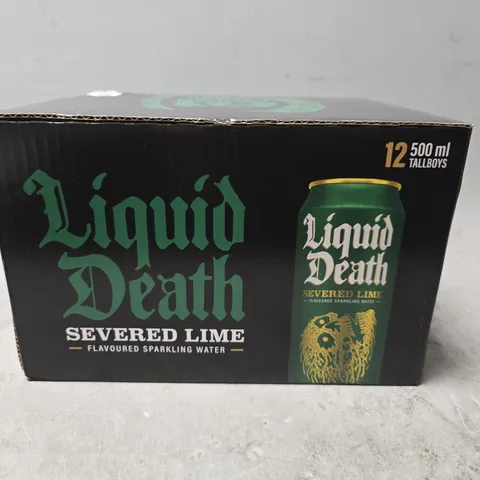 Liquid
Death
SEVERED LIME
FLAVOURED SPARKLING WATER
12 500 ml
TALLBOYS
Liquid
Death
SEVERED LIME
FLAVOURED SPARKLING WATER